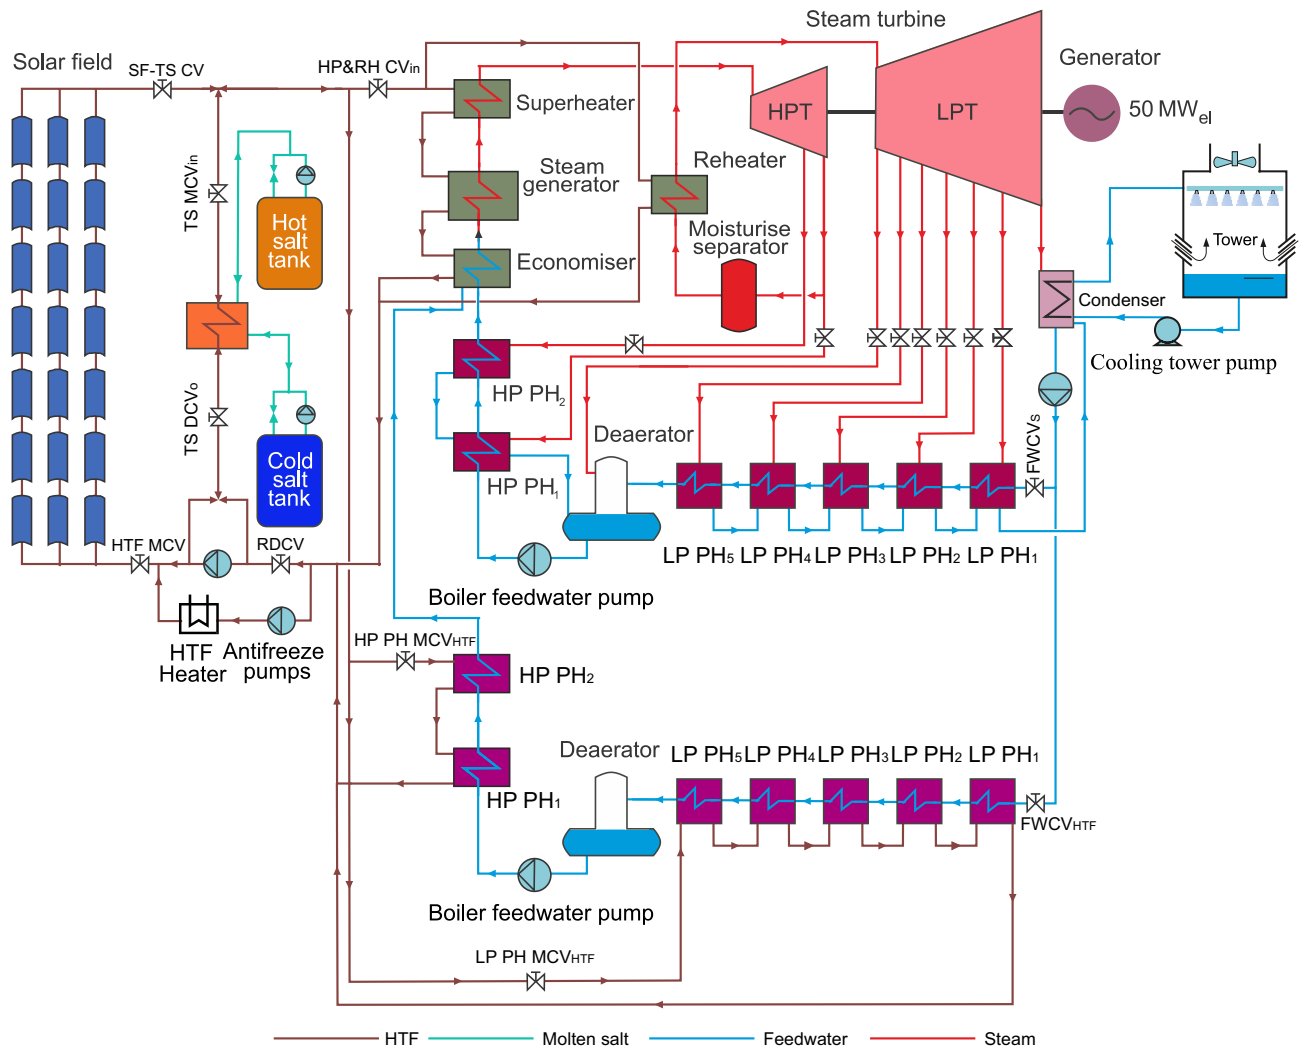 Steam turbine
Solar field
SF-TS CV
HP&RH CVin
Generator
Superheater
HPT
LPT
50 MWel
Steam
generator
Reheater
TS MCVin
Hot
salt
tank
Moisturise
separator
Tower
Economiser
Condenser
Cooling tower pump
TS DCVo
HP PH2
Deaerator
Cold
salt
tank
HP PH1
FWCVs
HTF MCV
RDCV
LP PH5
LP PH4
LP PH3
LP PH2
LP PH1
Boiler feedwater pump
HTF
Heater
Antifreeze
pumps
HP PH MCVHTF
HP PH2
Deaerator
LP PH5
LP PH4
LP PH3
LP PH2
LP PH1
HP PH1
FWCVHTF
Boiler feedwater pump
LP PH MCVHTF
HTF
Molten salt
Feedwater
Steam